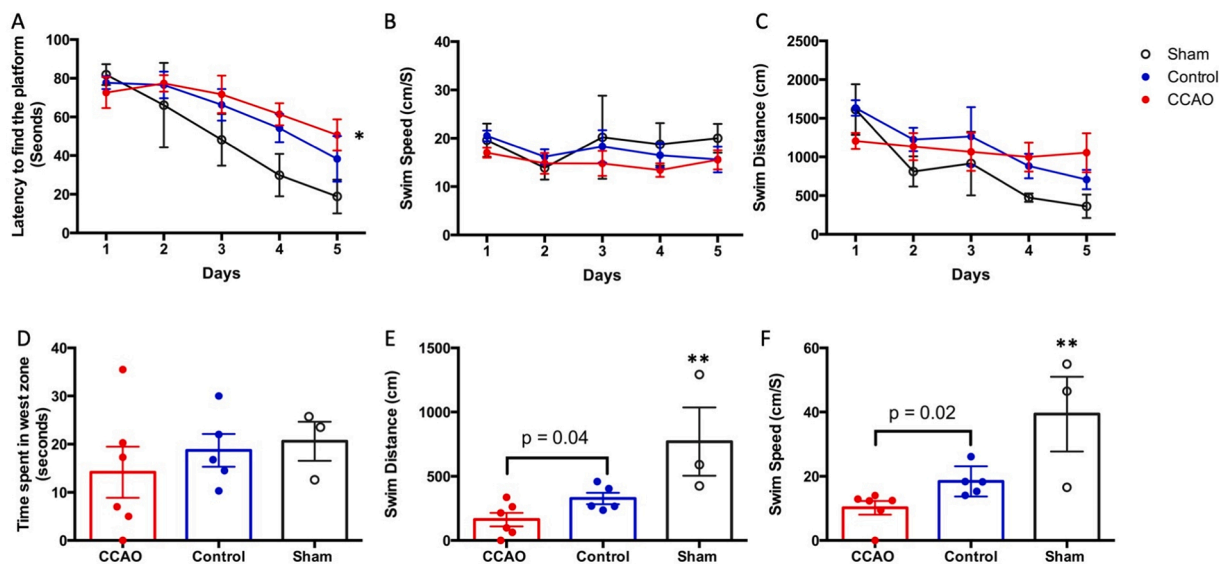 A
Latency to find the platform
(Seonds)
100
80
60
40
20
0
*
1 2 3 4 5
Days
B
Swim Speed (cm/S)
40
30
20
10
0
1 2 3 4 5
Days
C
Swim Distance (cm)
2500
2000
1500
1000
500
0
1 2 3 4 5
Days
Sham
Control
CCAO
D
Time spent in west zone
(seconds)
40
30
20
10
0
CCAO Control Sham
E
Swim Distance (cm)
1500
1000
500
0
p = 0.04
**
CCAO Control Sham
F
Swim Speed (cm/S)
60
40
20
0
p = 0.02
**
CCAO Control Sham